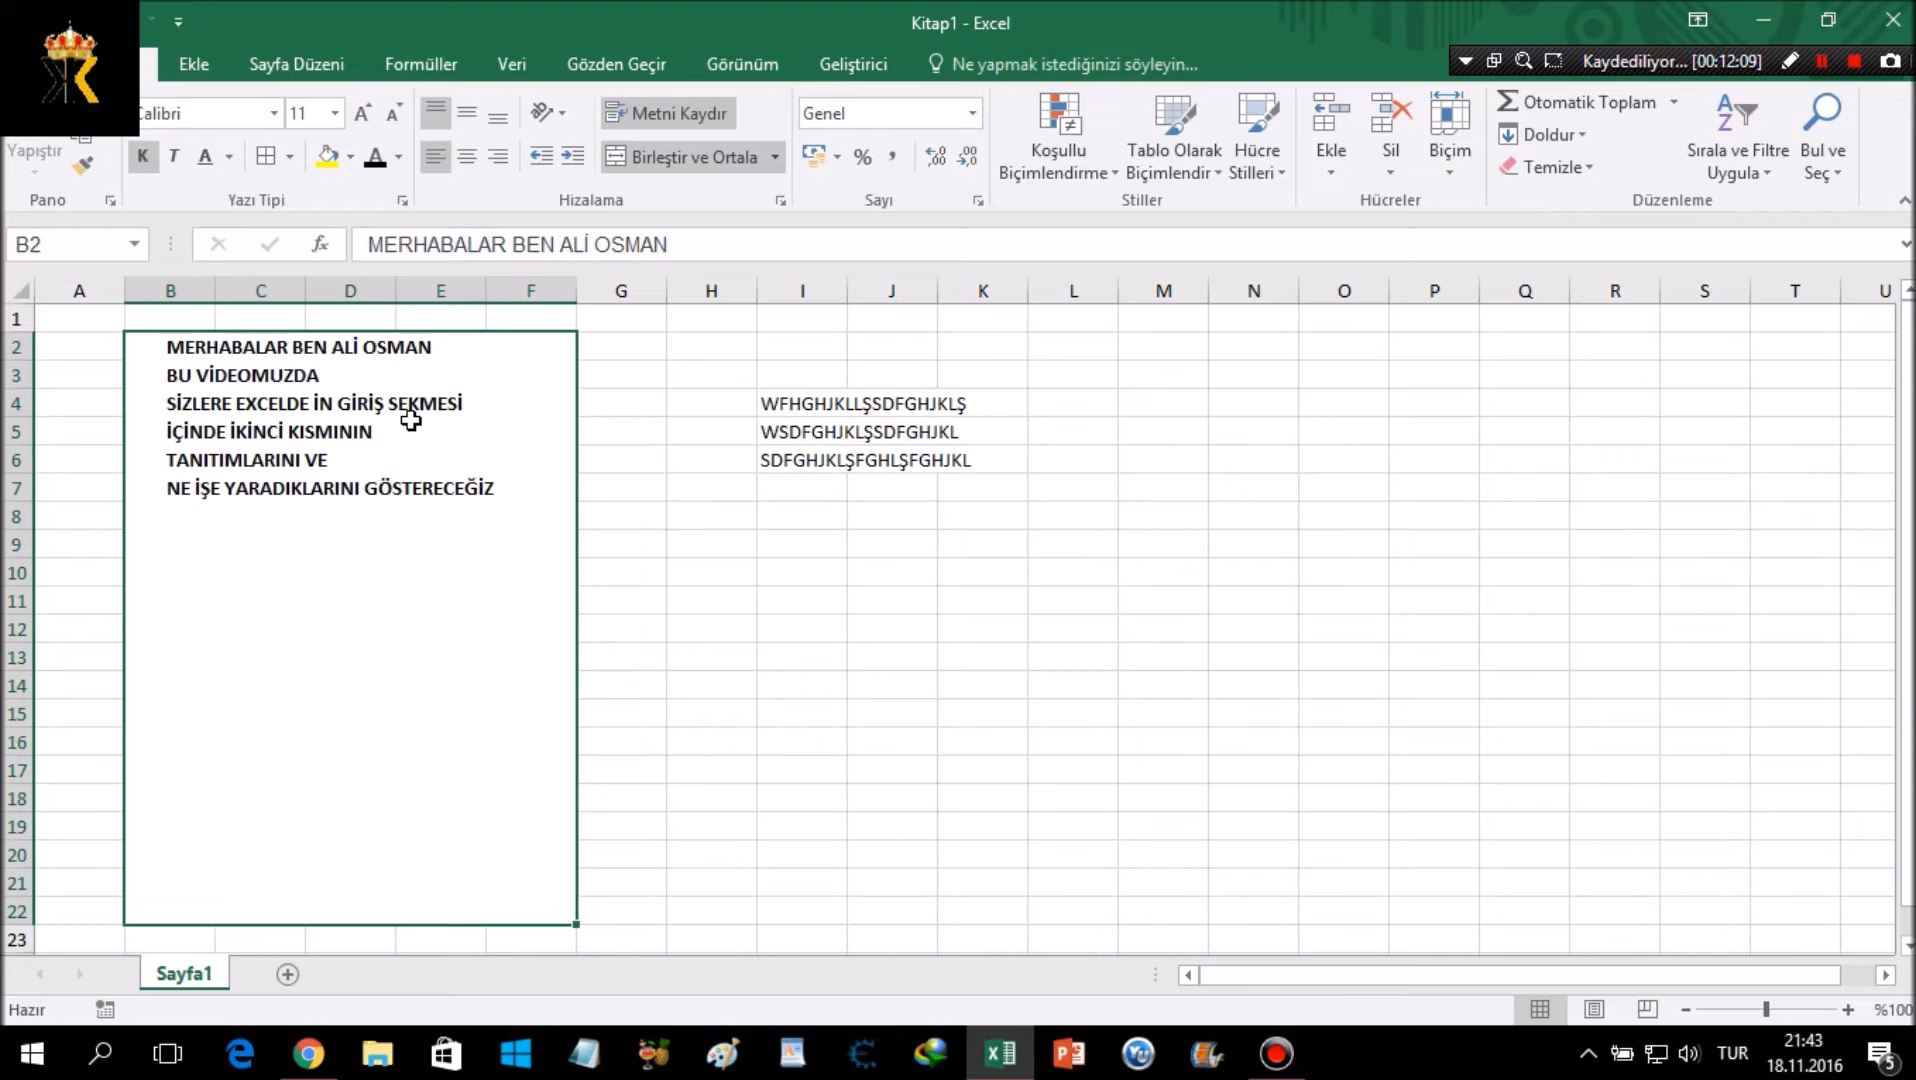 Kitap1 - Excel
Ekle Sayfa Düzeni Formüller Veri Gözden Geçir Görünüm Geliştirici Ne yapmak istediğinizi söyleyin...
Kaydediliyor... [00:12:09]
Calibri 11 Metni Kaydır Genel
Otomatik Toplam
Doldur
Temizle
Yapıştır
K T A A Birleştir ve Ortala %
Koşullu Biçimlendirme
Tablo Olarak Biçimlendir
Hücre Stilleri
Ekle Sil Biçim
Sırala ve Filtre Uygula
Bul ve Seç
Pano Yazı Tipi Hizalama Sayı Stiller Hücreler Düzenleme
B2 fx MERHABALAR BEN ALİ OSMAN
A B C D E F G H I J K L M N O P Q R S T U
1
2 MERHABALAR BEN ALİ OSMAN
3 BU VİDEOMUZDA
4 SİZLERE EXCELDE İN GİRİŞ SEKMESİ WFHGHJKLLŞSDFGHJKLŞ
5 İÇİNDE İKİNCİ KISMININ WSDFGHJKLŞSDFGHJKL
6 TANITIMLARINI VE SDFGHJKLŞFGHLŞFGHJKL
7 NE İŞE YARADIKLARINI GÖSTERECEĞİZ
8
9
10
11
12
13
14
15
16
17
18
19
20
21
22
23
Sayfa1
Hazır %100
TUR
21:43
18.11.2016
5